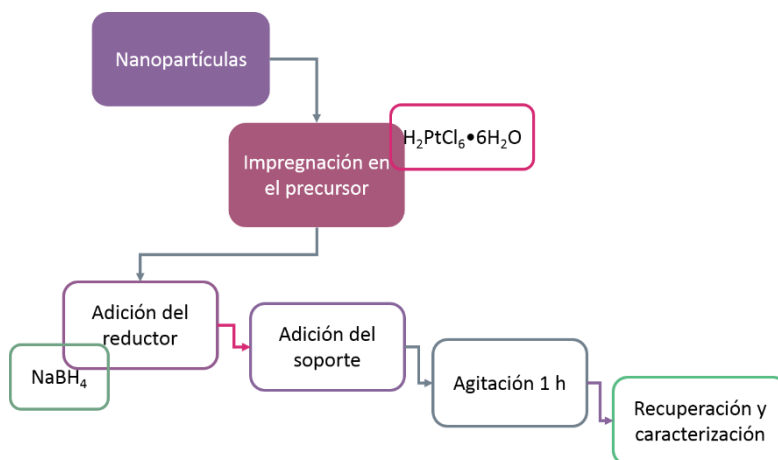 Nanopartículas
H₂PtCl₆•6H₂O
Impregnación en
el precursor
Adición del
reductor
NaBH₄
Adición del
soporte
Agitación 1 h
Recuperación y
caracterización